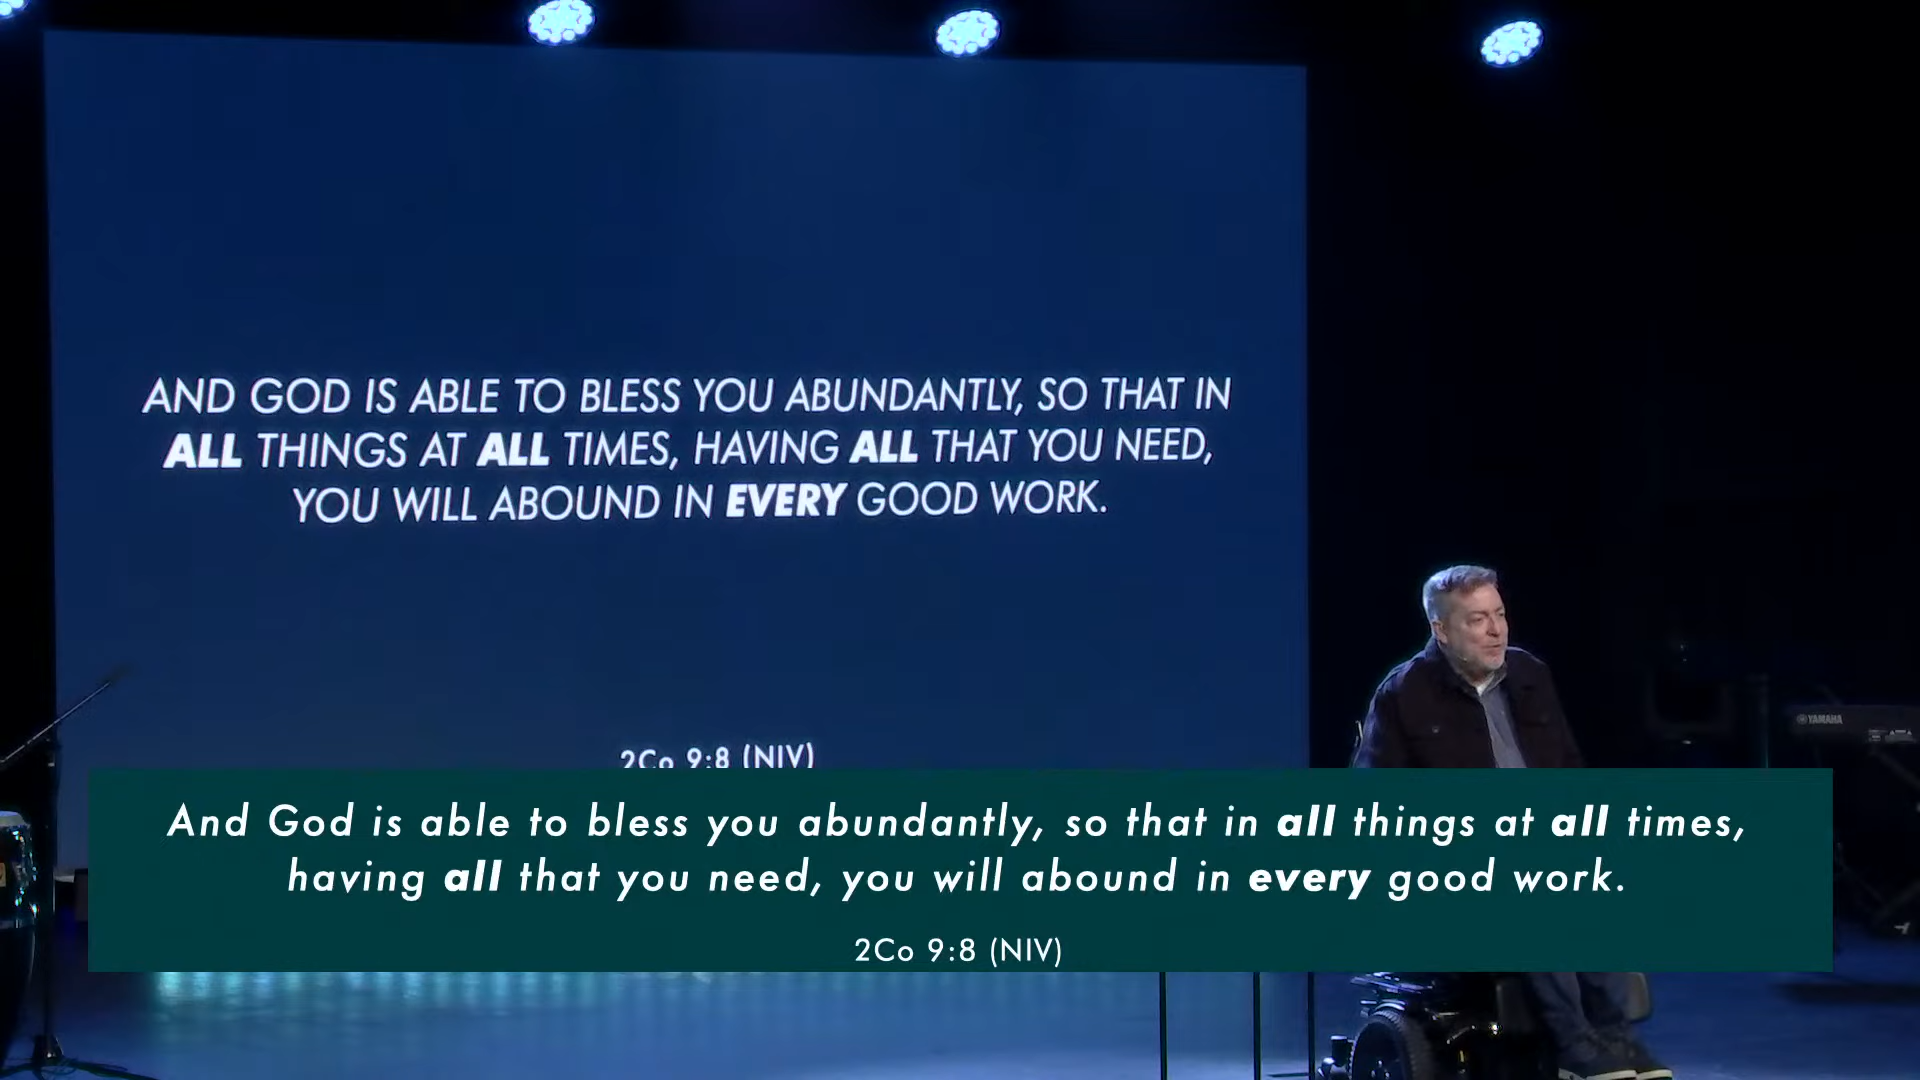 AND GOD IS ABLE TO BLESS YOU ABUNDANTLY, SO THAT IN
ALL THINGS AT ALL TIMES, HAVING ALL THAT YOU NEED,
YOU WILL ABOUND IN EVERY GOOD WORK.
2Co 9:8 (NIV)
YAMAHA
And God is able to bless you abundantly, so that in all things at all times,
having all that you need, you will abound in every good work.
2Co 9:8 (NIV)